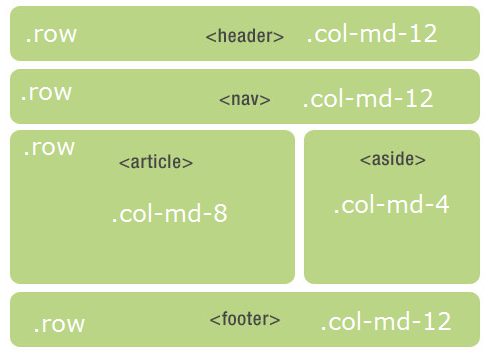 .row <header> .col-md-12
.row <nav> .col-md-12
.row
<article> <aside>
.col-md-8 .col-md-4
.row <footer> .col-md-12